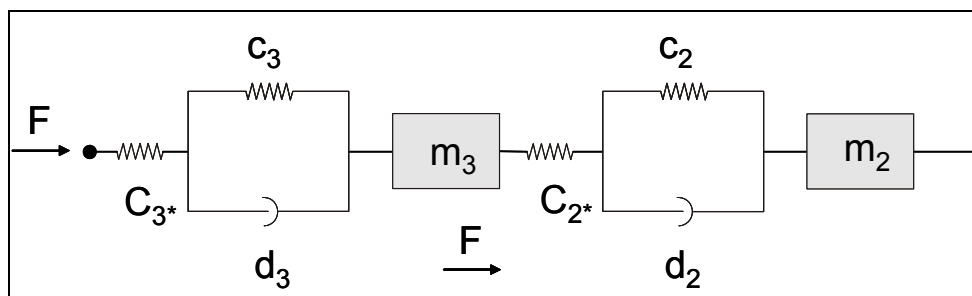 c₃ c₂
F
m₃ m₂
C₃* C₂*
F
d₃ d₂